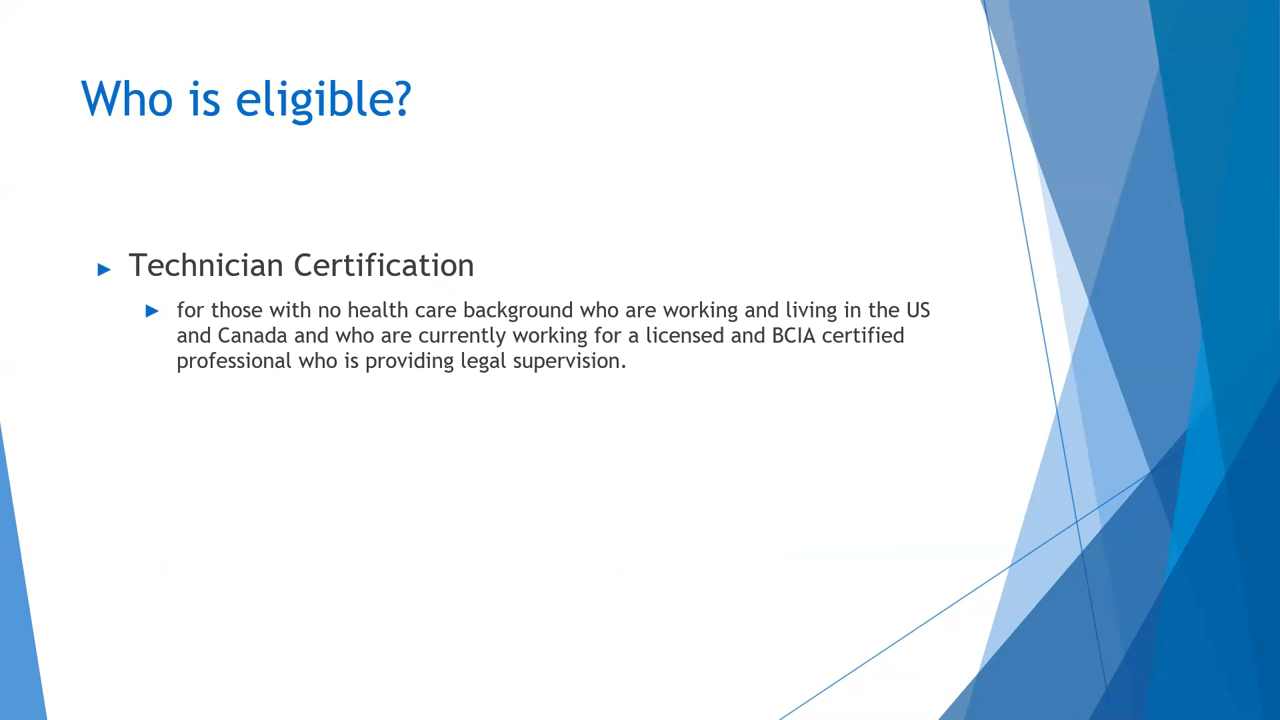 Who is eligible?
Technician Certification
for those with no health care background who are working and living in the US
and Canada and who are currently working for a licensed and BCIA certified
professional who is providing legal supervision.